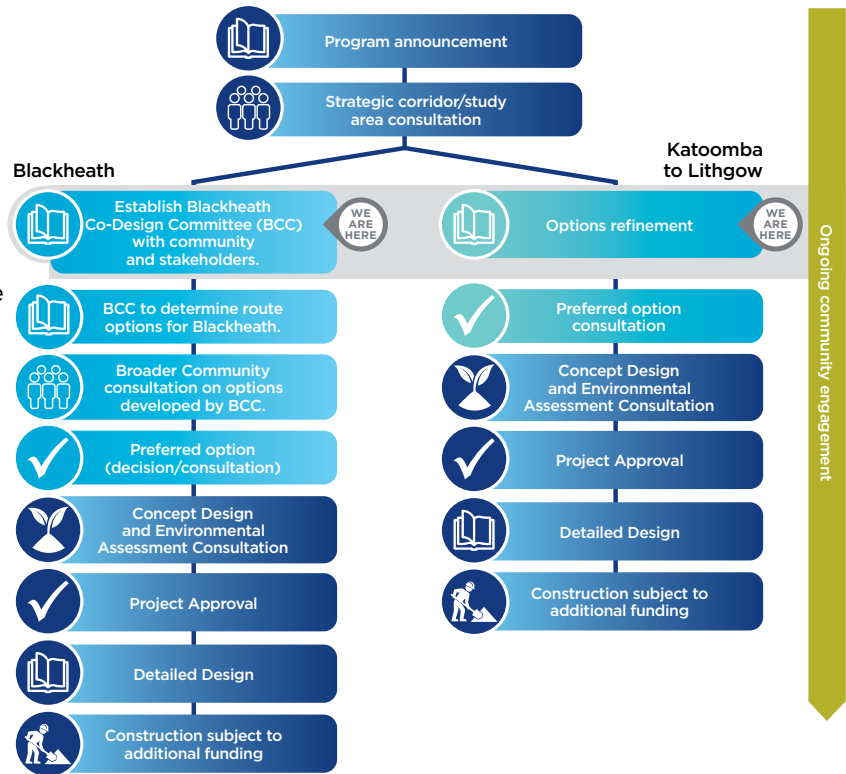 Program announcement
Strategic corridor/study
area consultation
Blackheath
Establish Blackheath
Co-Design Committee (BCC)
with community
and stakeholders.
WE
ARE
HERE
BCC to determine route
options for Blackheath.
Broader Community
consultation on options
developed by BCC.
Preferred option
(decision/consultation)
Concept Design
and Environmental
Assessment Consultation
Project Approval
Detailed Design
Construction subject to
additional funding
Katoomba
to Lithgow
Options refinement
WE
ARE
HERE
Preferred option
consultation
Concept Design
and Environmental
Assessment Consultation
Project Approval
Detailed Design
Construction subject to
additional funding
Ongoing community engagement